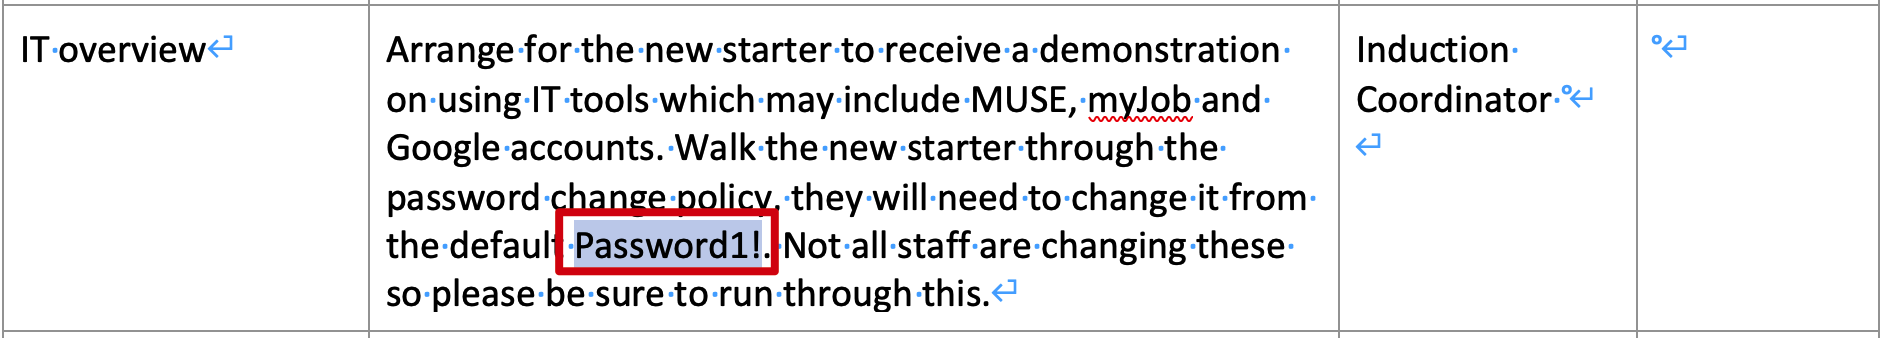 IT overview
Arrange for the new starter to receive a demonstration
on using IT tools which may include MUSE, myJob and
Google accounts. Walk the new starter through the
password change policy, they will need to change it from
the default Password1!. Not all staff are changing these
so please be sure to run through this.
Induction
Coordinator